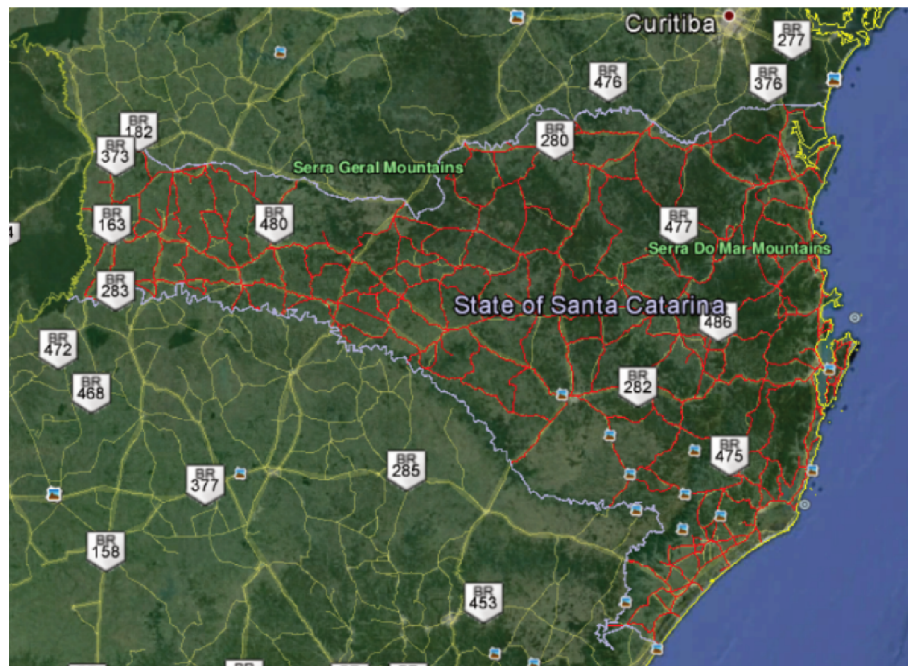 Curitiba
BR
277
BR
476
BR
376
BR
182
BR
280
BR
373
Serra Geral Mountains
BR
163
BR
480
BR
477
Serra Do Mar Mountains
BR
283
State of Santa Catarina
BR
486
BR
472
BR
468
BR
282
BR
475
BR
285
BR
377
BR
158
BR
453